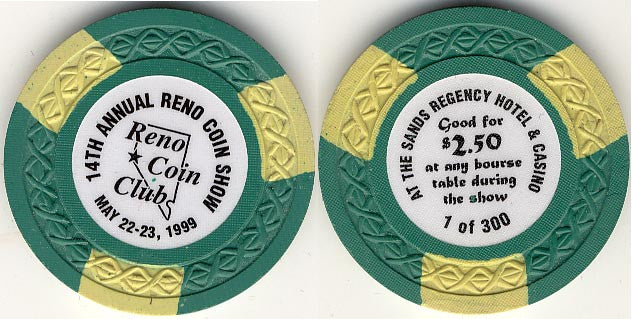 14TH ANNUAL RENO COIN SHOW
Reno
Coin
Club
MAY 22-23, 1999
AT THE SANDS REGENCY HOTEL & CASINO
Good for
$2.50
at any bourse
table during
the show
1 of 300